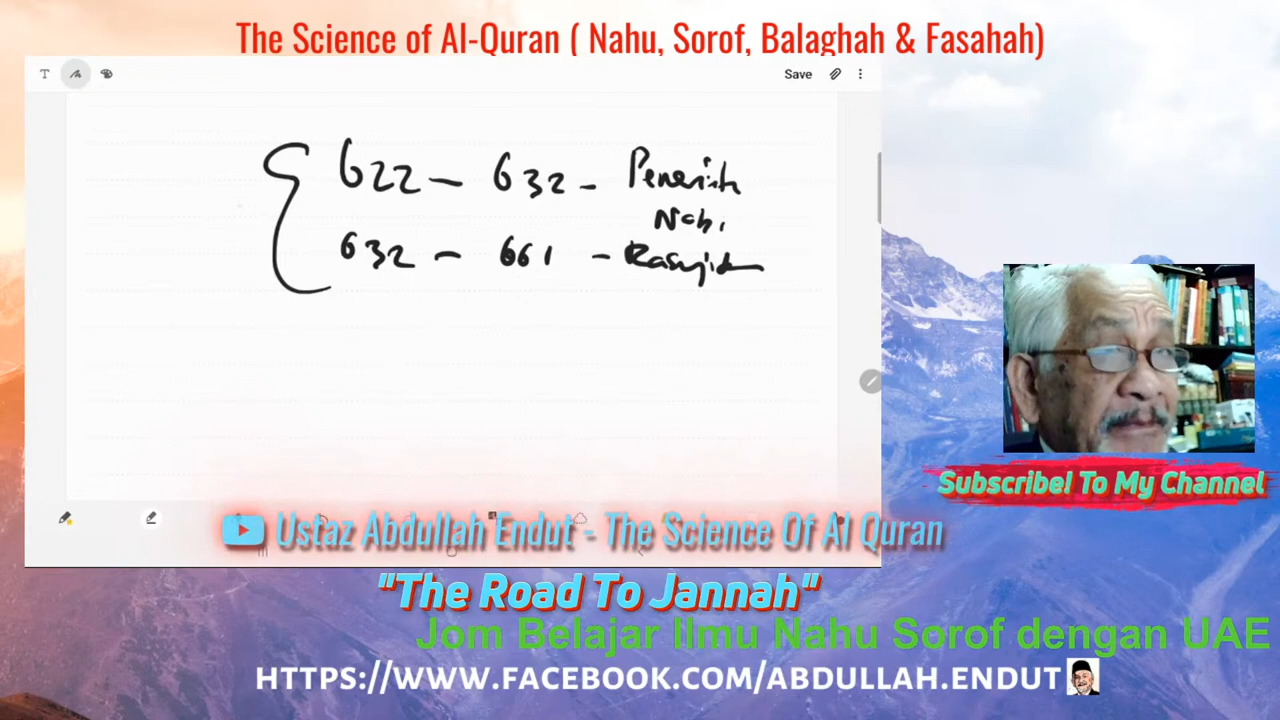 The Science of Al-Quran ( Nahu, Sorof, Balaghah & Fasahah)
T
Save
622 – 632 –
Nabi
632 – 661 –
Subscribe! To My Channel
Ustaz Abdullah Endut - The Science Of Al Quran
"The Road To Jannah"
Jom Belajar Ilmu Nahu Sorof dengan UAE
HTTPS://WWW.FACEBOOK.COM/ABDULLAH.ENDUT